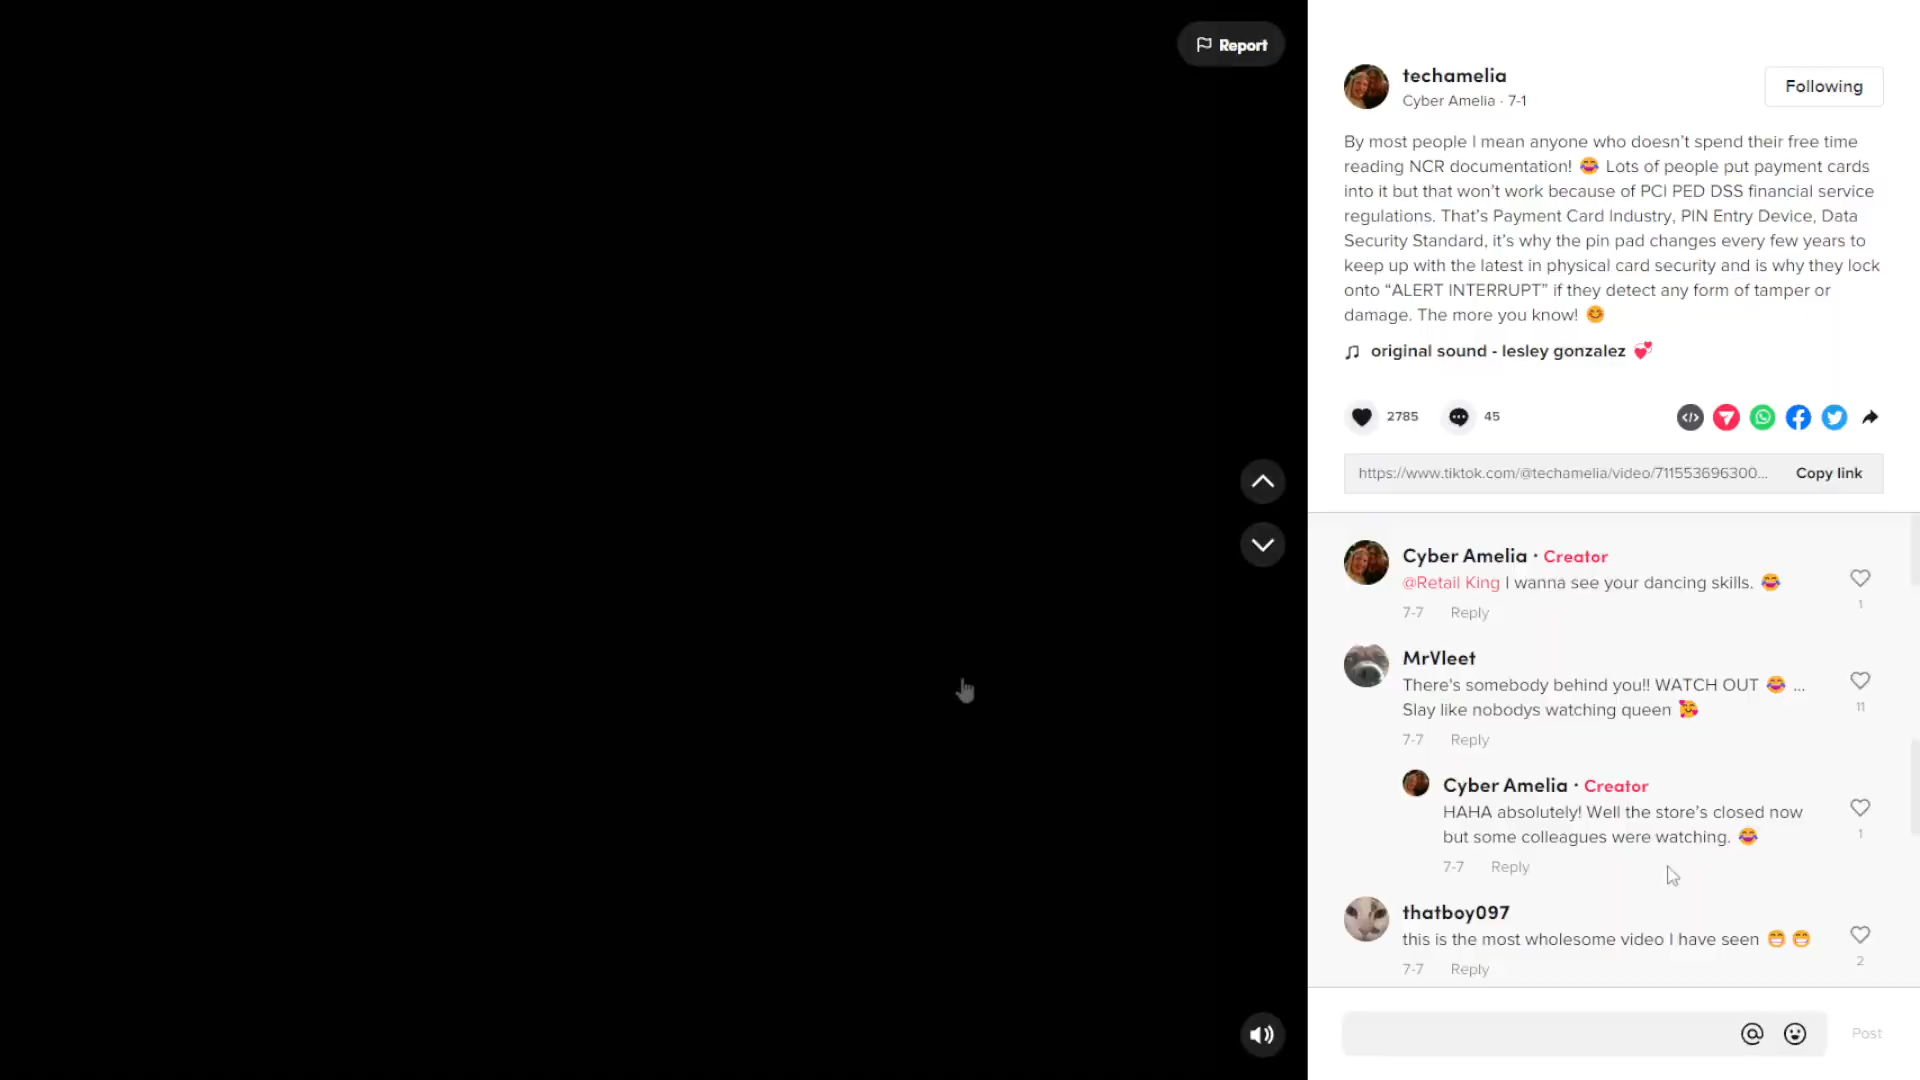 Report
techamelia
Cyber Amelia · 7-1
Following
By most people I mean anyone who doesn’t spend their free time
reading NCR documentation! 😂 Lots of people put payment cards
into it but that won’t work because of PCI PED DSS financial service
regulations. That’s Payment Card Industry, PIN Entry Device, Data
Security Standard, it’s why the pin pad changes every few years to
keep up with the latest in physical card security and is why they lock
onto “ALERT INTERRUPT” if they detect any form of tamper or
damage. The more you know! 😊
original sound - lesley gonzalez 💞
2785
45
https://www.tiktok.com/@techamelia/video/711553696300...
Copy link
Cyber Amelia · Creator
@Retail King I wanna see your dancing skills. 😂
1
7-7 Reply
MrVleet
There's somebody behind you!! WATCH OUT 😂 ...
Slay like nobodys watching queen 🥰
11
7-7 Reply
Cyber Amelia · Creator
HAHA absolutely! Well the store’s closed now
but some colleagues were watching. 😂
1
7-7 Reply
thatboy097
this is the most wholesome video I have seen 😁 😁
2
7-7 Reply
Post